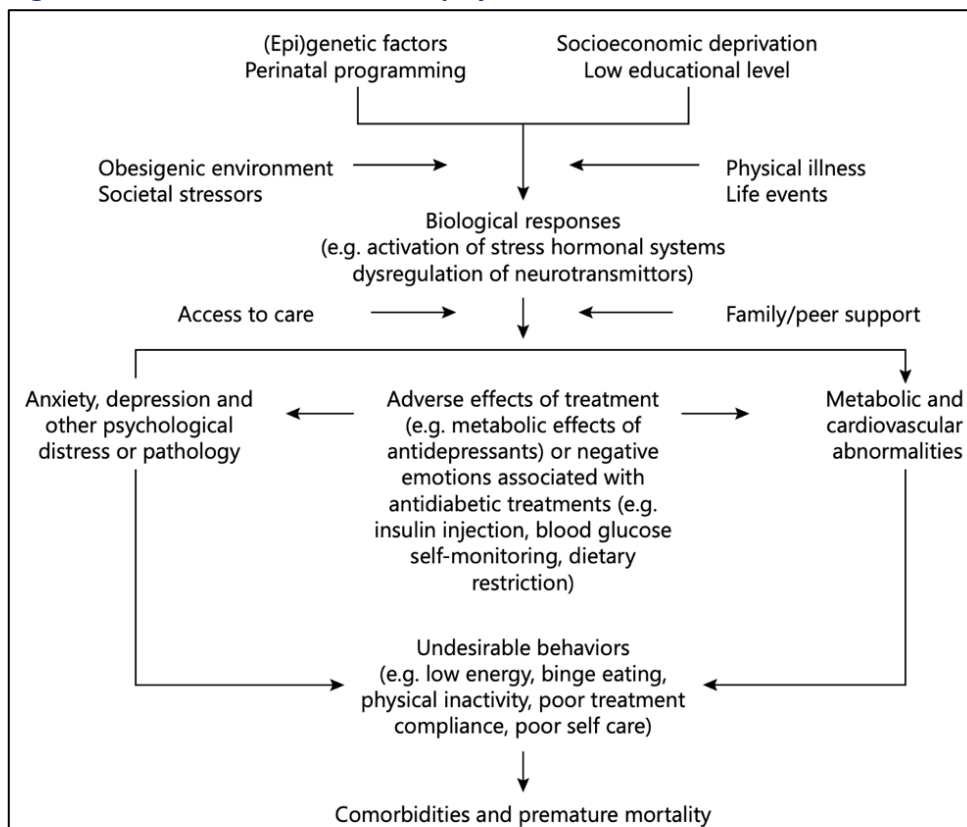 (Epi)genetic factors
Perinatal programming
Socioeconomic deprivation
Low educational level
Obesigenic environment
Societal stressors
Physical illness
Life events
Biological responses
(e.g. activation of stress hormonal systems
dysregulation of neurotransmittors)
Access to care
Family/peer support
Anxiety, depression and
other psychological
distress or pathology
Adverse effects of treatment
(e.g. metabolic effects of
antidepressants) or negative
emotions associated with
antidiabetic treatments (e.g.
insulin injection, blood glucose
self-monitoring, dietary
restriction)
Metabolic and
cardiovascular
abnormalities
Undesirable behaviors
(e.g. low energy, binge eating,
physical inactivity, poor treatment
compliance, poor self care)
Comorbidities and premature mortality